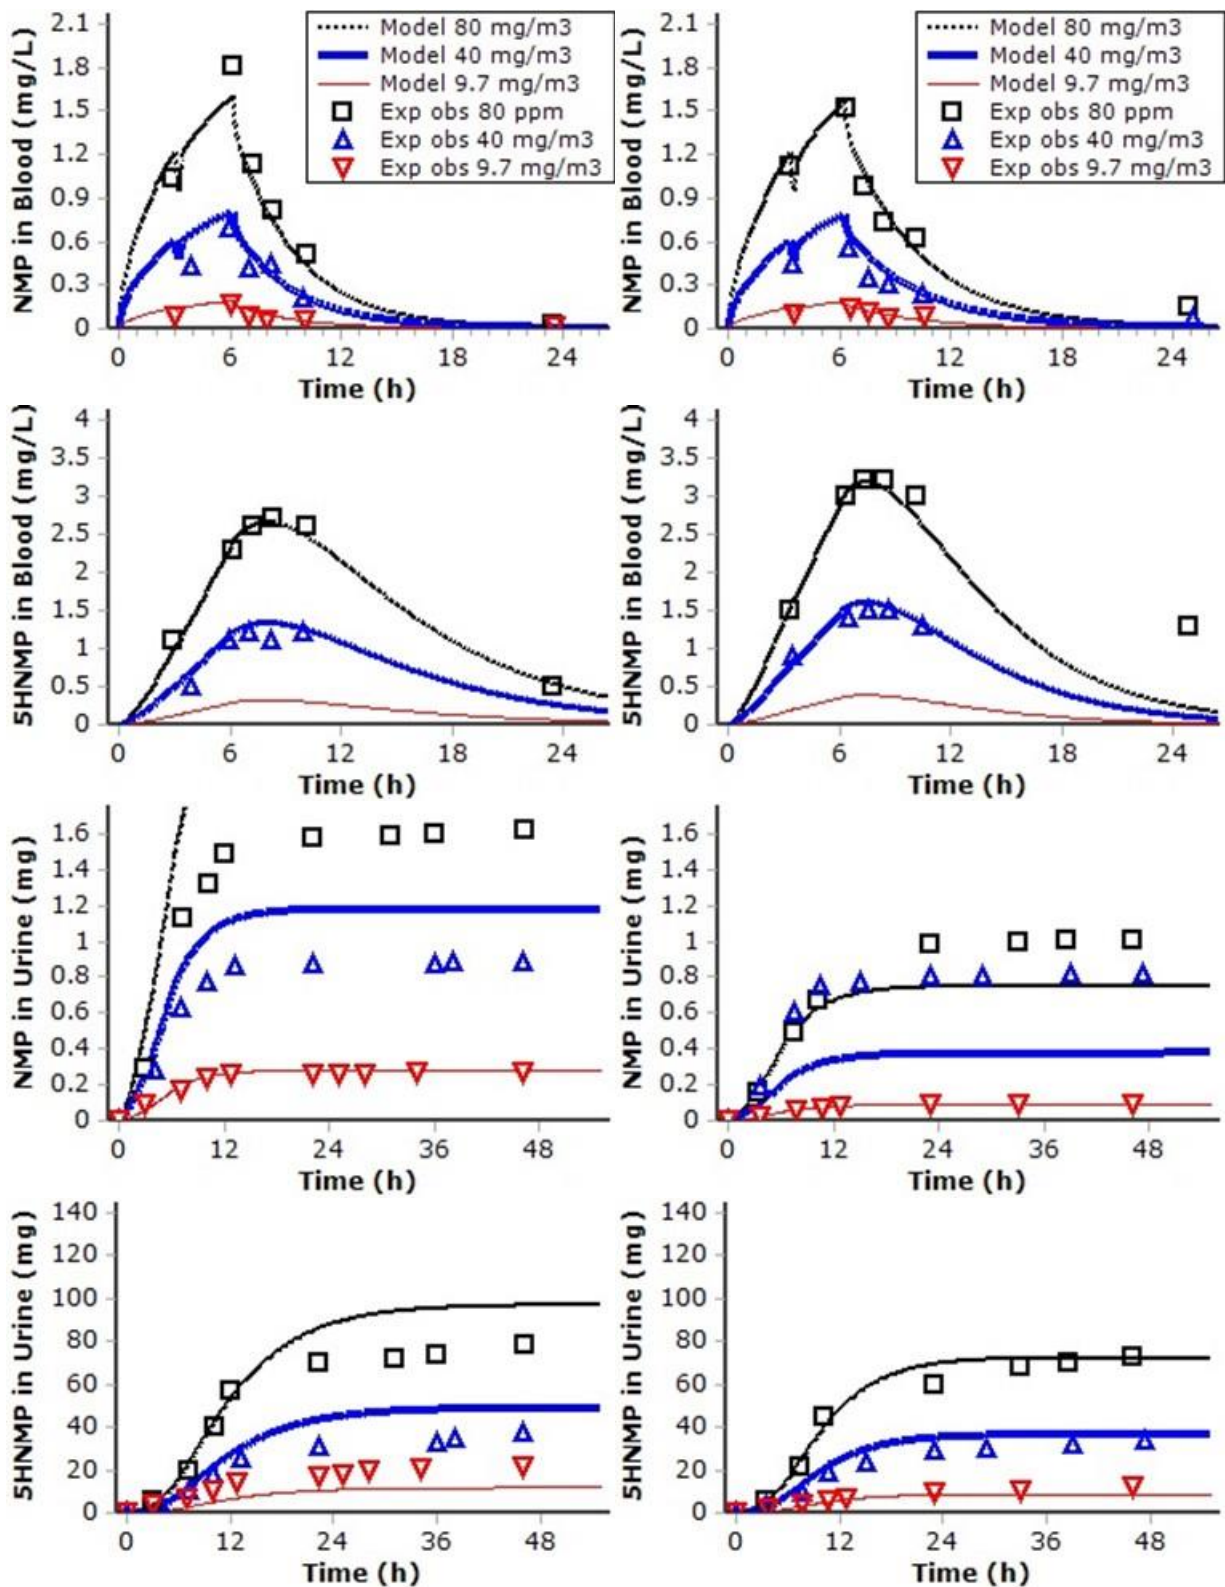 NMP in Blood (mg/L)
2.1
1.8
1.5
1.2
0.9
0.6
0.3
0
0 6 12 18 24
Time (h)
Model 80 mg/m3
Model 40 mg/m3
Model 9.7 mg/m3
Exp obs 80 ppm
Exp obs 40 mg/m3
Exp obs 9.7 mg/m3
NMP in Blood (mg/L)
2.1
1.8
1.5
1.2
0.9
0.6
0.3
0
0 6 12 18 24
Time (h)
Model 80 mg/m3
Model 40 mg/m3
Model 9.7 mg/m3
Exp obs 80 ppm
Exp obs 40 mg/m3
Exp obs 9.7 mg/m3
5HNMP in Blood (mg/L)
4
3.5
3
2.5
2
1.5
1
0.5
0
0 6 12 18 24
Time (h)
5HNMP in Blood (mg/L)
4
3.5
3
2.5
2
1.5
1
0.5
0
0 6 12 18 24
Time (h)
NMP in Urine (mg)
1.6
1.4
1.2
1
0.8
0.6
0.4
0.2
0
0 12 24 36 48
Time (h)
NMP in Urine (mg)
1.6
1.4
1.2
1
0.8
0.6
0.4
0.2
0
0 12 24 36 48
Time (h)
5HNMP in Urine (mg)
140
120
100
80
60
40
20
0
0 12 24 36 48
Time (h)
5HNMP in Urine (mg)
140
120
100
80
60
40
20
0
0 12 24 36 48
Time (h)